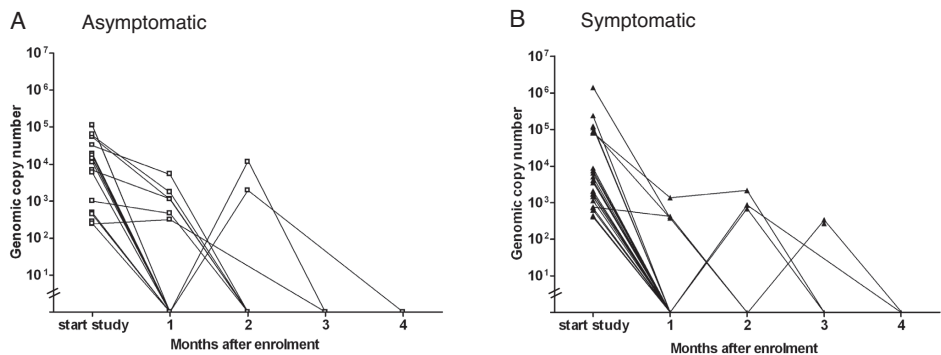 A Asymptomatic
Genomic copy number
10⁷
10⁶
10⁵
10⁴
10³
10²
10¹
start study 1 2 3 4
Months after enrolment
B Symptomatic
Genomic copy number
10⁷
10⁶
10⁵
10⁴
10³
10²
10¹
start study 1 2 3 4
Months after enrolment